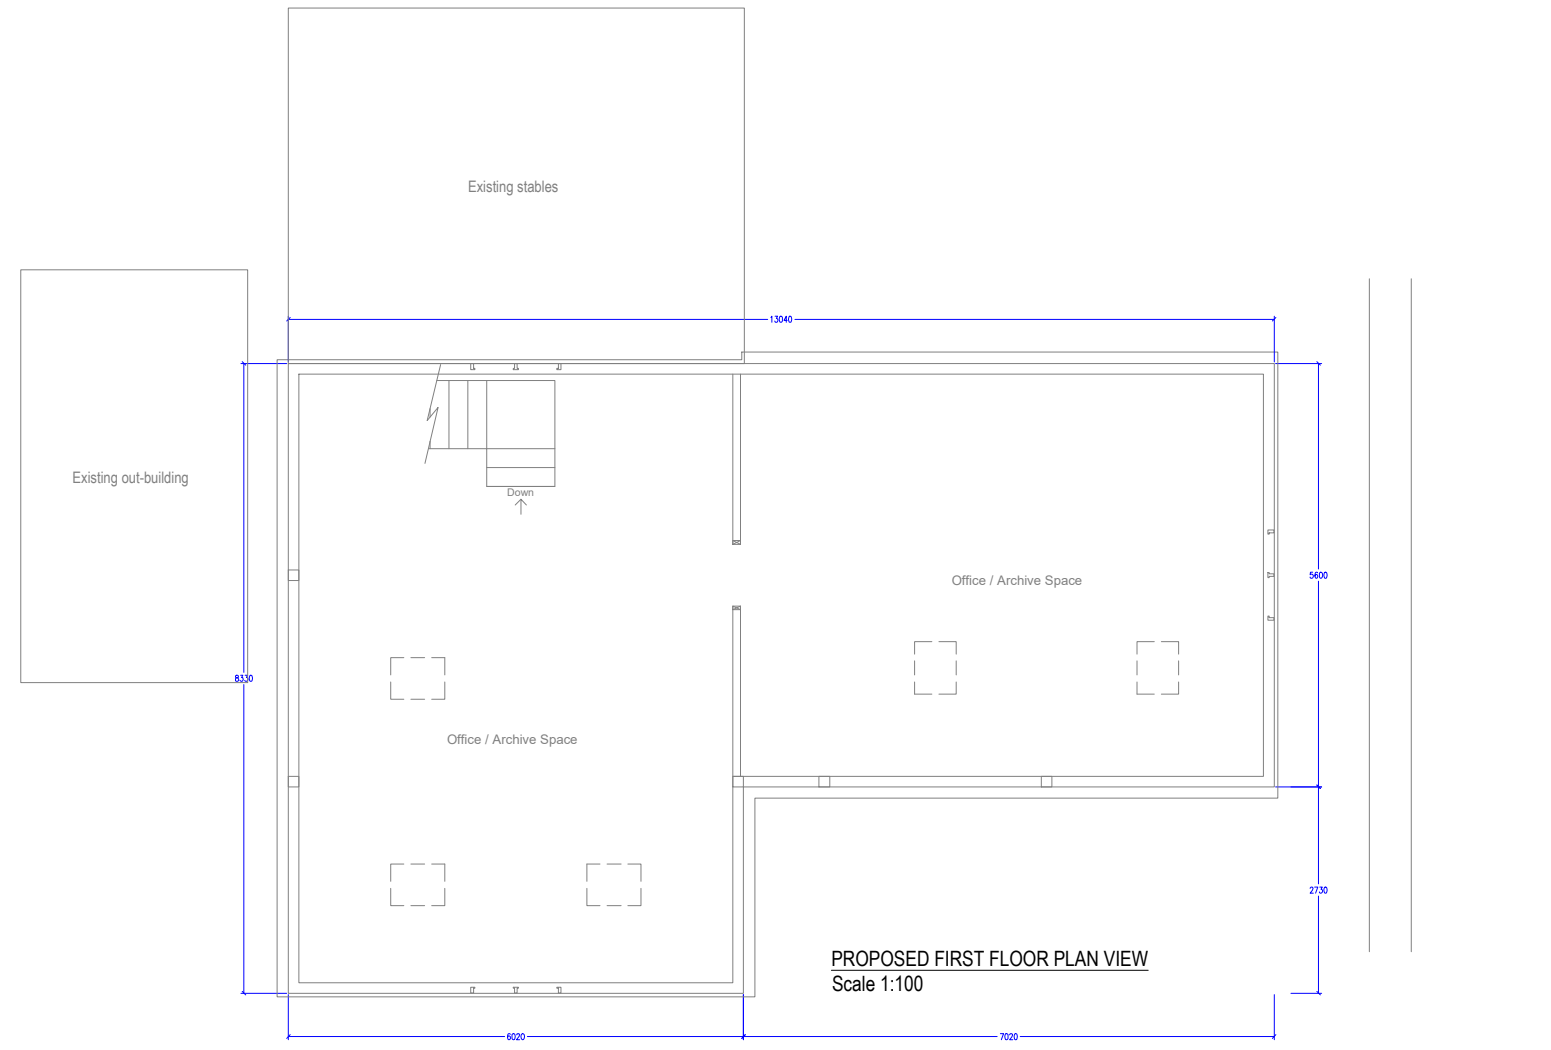 Existing stables
13040
Existing out-building
Down
5600
Office / Archive Space
8330
Office / Archive Space
2730
PROPOSED FIRST FLOOR PLAN VIEW
Scale 1:100
6020
7020